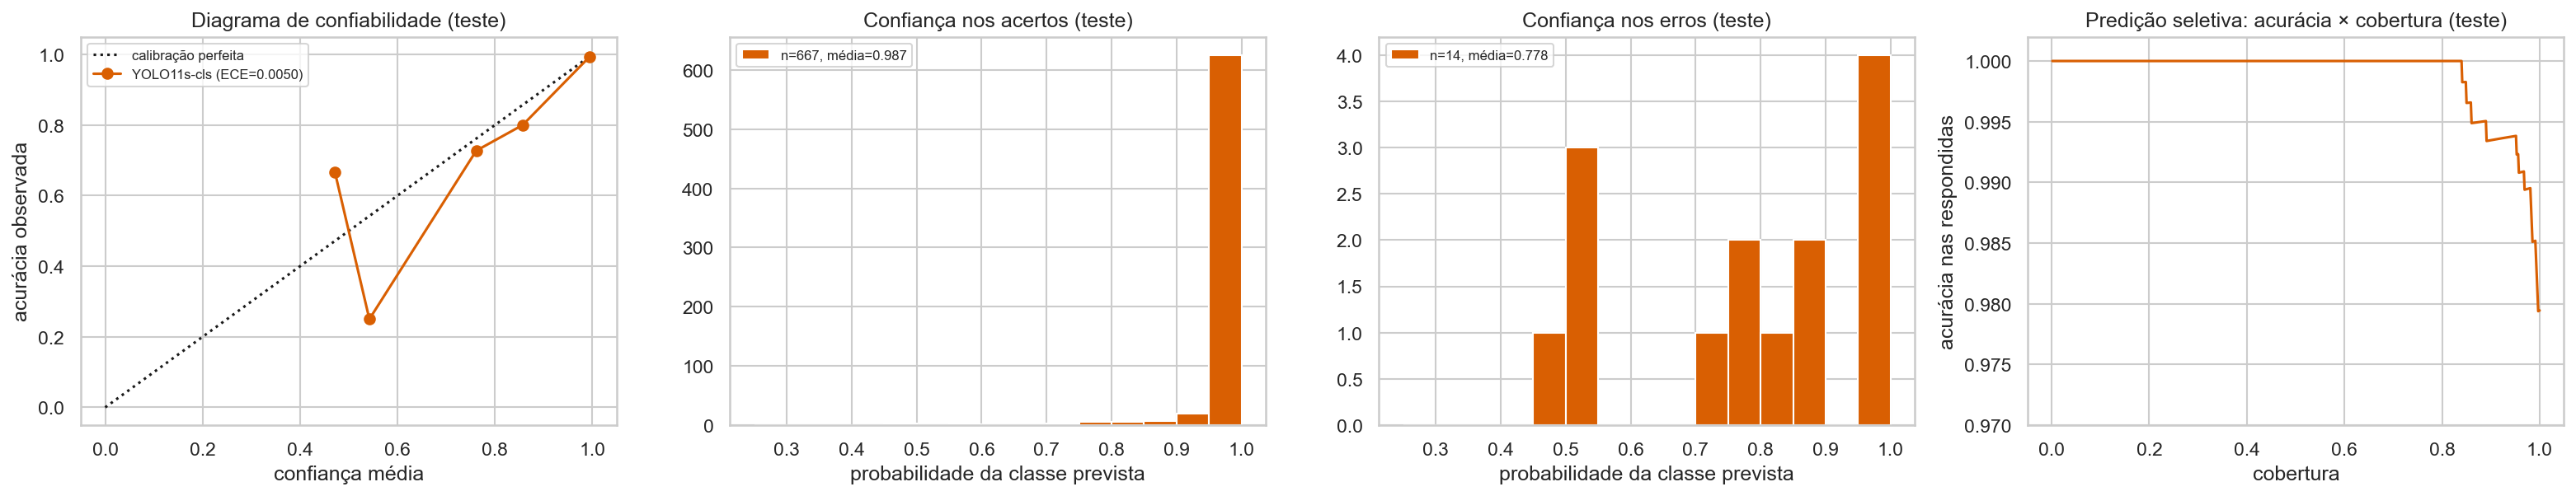 Diagrama de confiabilidade (teste)
calibração perfeita
YOLO11s-cls (ECE=0.0050)
acurácia observada
1.0
0.8
0.6
0.4
0.2
0.0
0.0 0.2 0.4 0.6 0.8 1.0
confiança média
Confiança nos acertos (teste)
n=667, média=0.987
600
500
400
300
200
100
0
0.3 0.4 0.5 0.6 0.7 0.8 0.9 1.0
probabilidade da classe prevista
Confiança nos erros (teste)
n=14, média=0.778
4.0
3.5
3.0
2.5
2.0
1.5
1.0
0.5
0.0
0.3 0.4 0.5 0.6 0.7 0.8 0.9 1.0
probabilidade da classe prevista
Predição seletiva: acurácia × cobertura (teste)
acurácia nas respondidas
1.000
0.995
0.990
0.985
0.980
0.975
0.970
0.0 0.2 0.4 0.6 0.8 1.0
cobertura